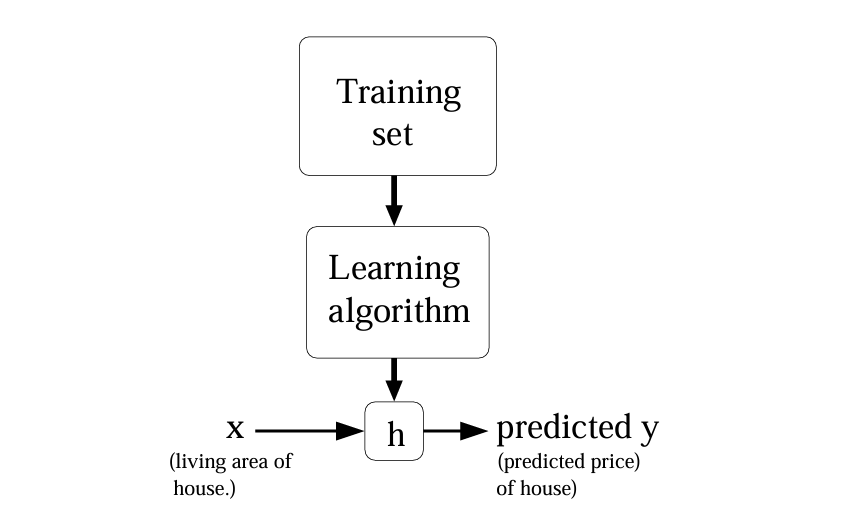 Training
set
Learning
algorithm
x
h
predicted y
(living area of
house.)
(predicted price)
of house)